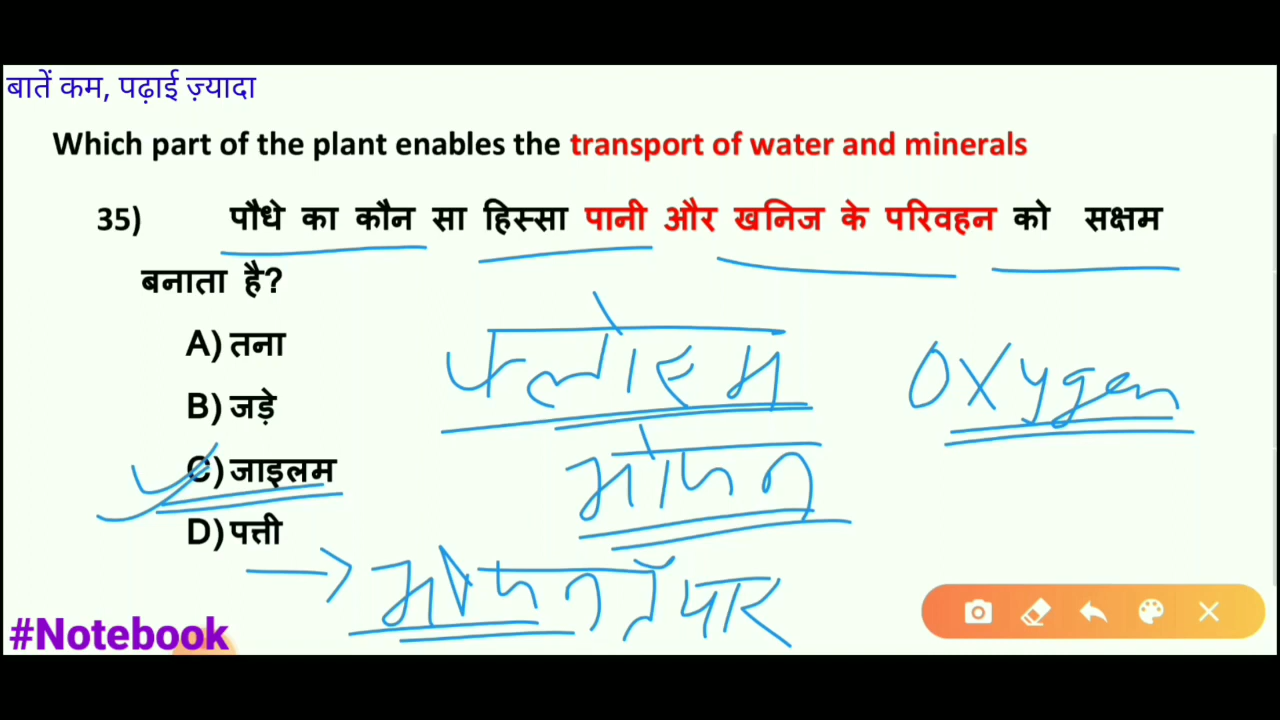 बातें कम, पढ़ाई ज़्यादा
Which part of the plant enables the transport of water and minerals
35) पौधे का कौन सा हिस्सा पानी और खनिज के परिवहन को सक्षम
बनाता है?
A) तना
B) जड़े
C) जाइलम
D) पत्ती
फ्लोएम
भोजन
Oxygen
→ भोजन तैयार
#Notebook